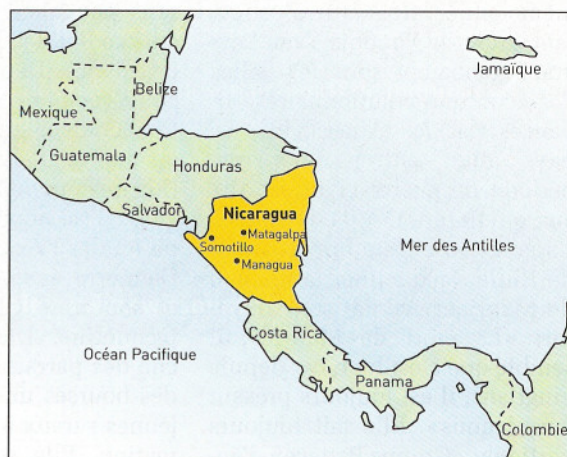 Jamaïque
Belize
Mexique
Guatemala
Honduras
Salvador
Nicaragua
Matagalpa
Somotillo
Managua
Mer des Antilles
Costa Rica
Océan Pacifique
Panama
Colombie